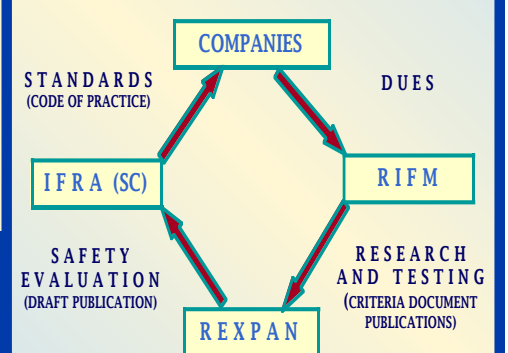 COMPANIES
STANDARDS
(CODE OF PRACTICE)
DUES
IFRA (SC)
RIFM
SAFETY
EVALUATION
(DRAFT PUBLICATION)
RESEARCH
AND TESTING
(CRITERIA DOCUMENT
PUBLICATIONS)
REXPAN